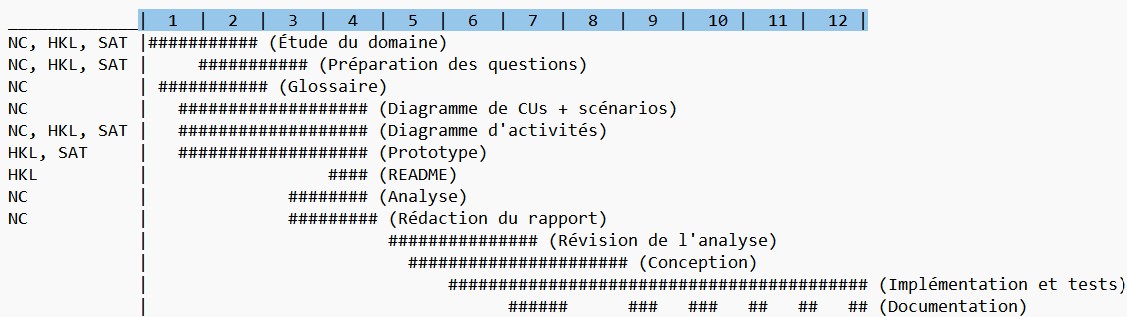 _____________|  1  |  2  |  3  |  4  |  5  |  6  |  7  |  8  |  9  |  10 |  11 |  12 |
NC, HKL, SAT |########### (Étude du domaine)
NC, HKL, SAT |     ########### (Préparation des questions)
NC           | ########### (Glossaire)
NC           |   ################### (Diagramme de CUs + scénarios)
NC, HKL, SAT |   ################### (Diagramme d'activités)
HKL, SAT     |   ################### (Prototype)
HKL          |                  #### (README)
NC           |              ######## (Analyse)
NC           |              ######### (Rédaction du rapport)
             |                        ############### (Révision de l'analyse)
             |                          ###################### (Conception)
             |                              ########################################## (Implémentation et tests)
             |                                    ######      ###   ###   ##   ##   ## (Documentation)